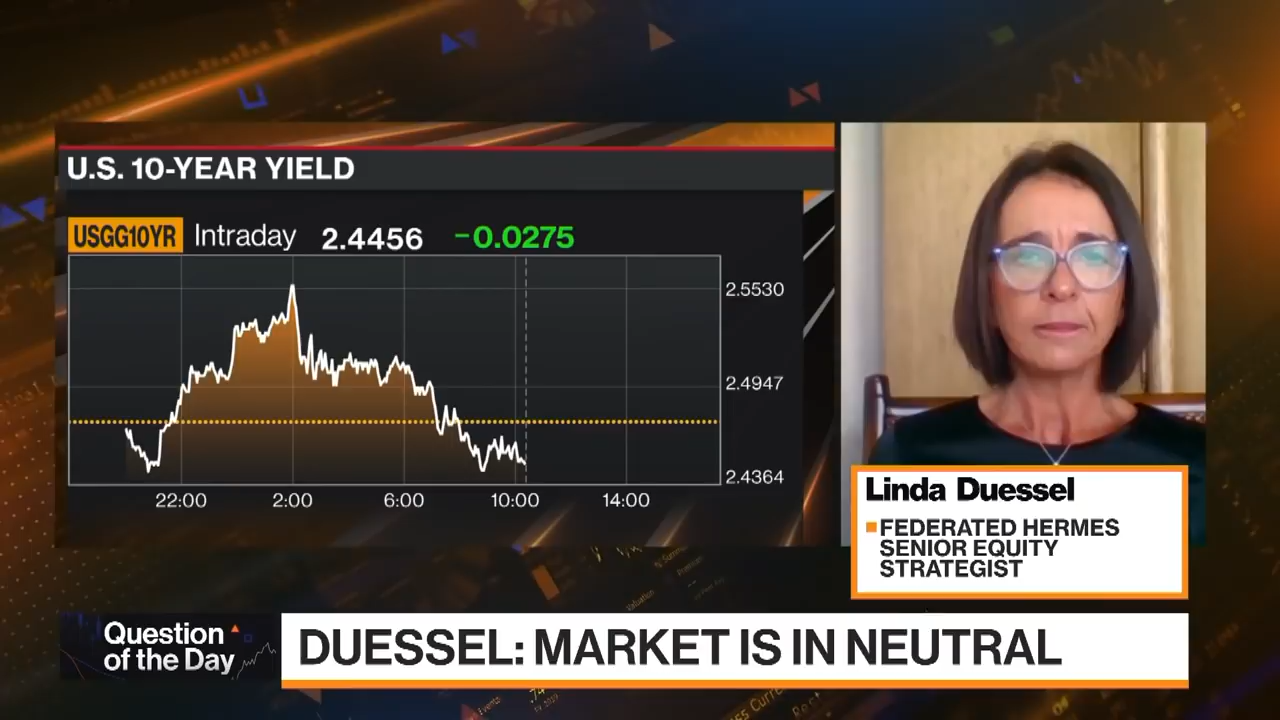 U.S. 10-YEAR YIELD
USGG10YR Intraday 2.4456 -0.0275
2.5530
2.4947
2.4364
22:00 2:00 6:00 10:00 14:00
Linda Duessel
FEDERATED HERMES
SENIOR EQUITY
STRATEGIST
Question
of the Day
DUESSEL: MARKET IS IN NEUTRAL